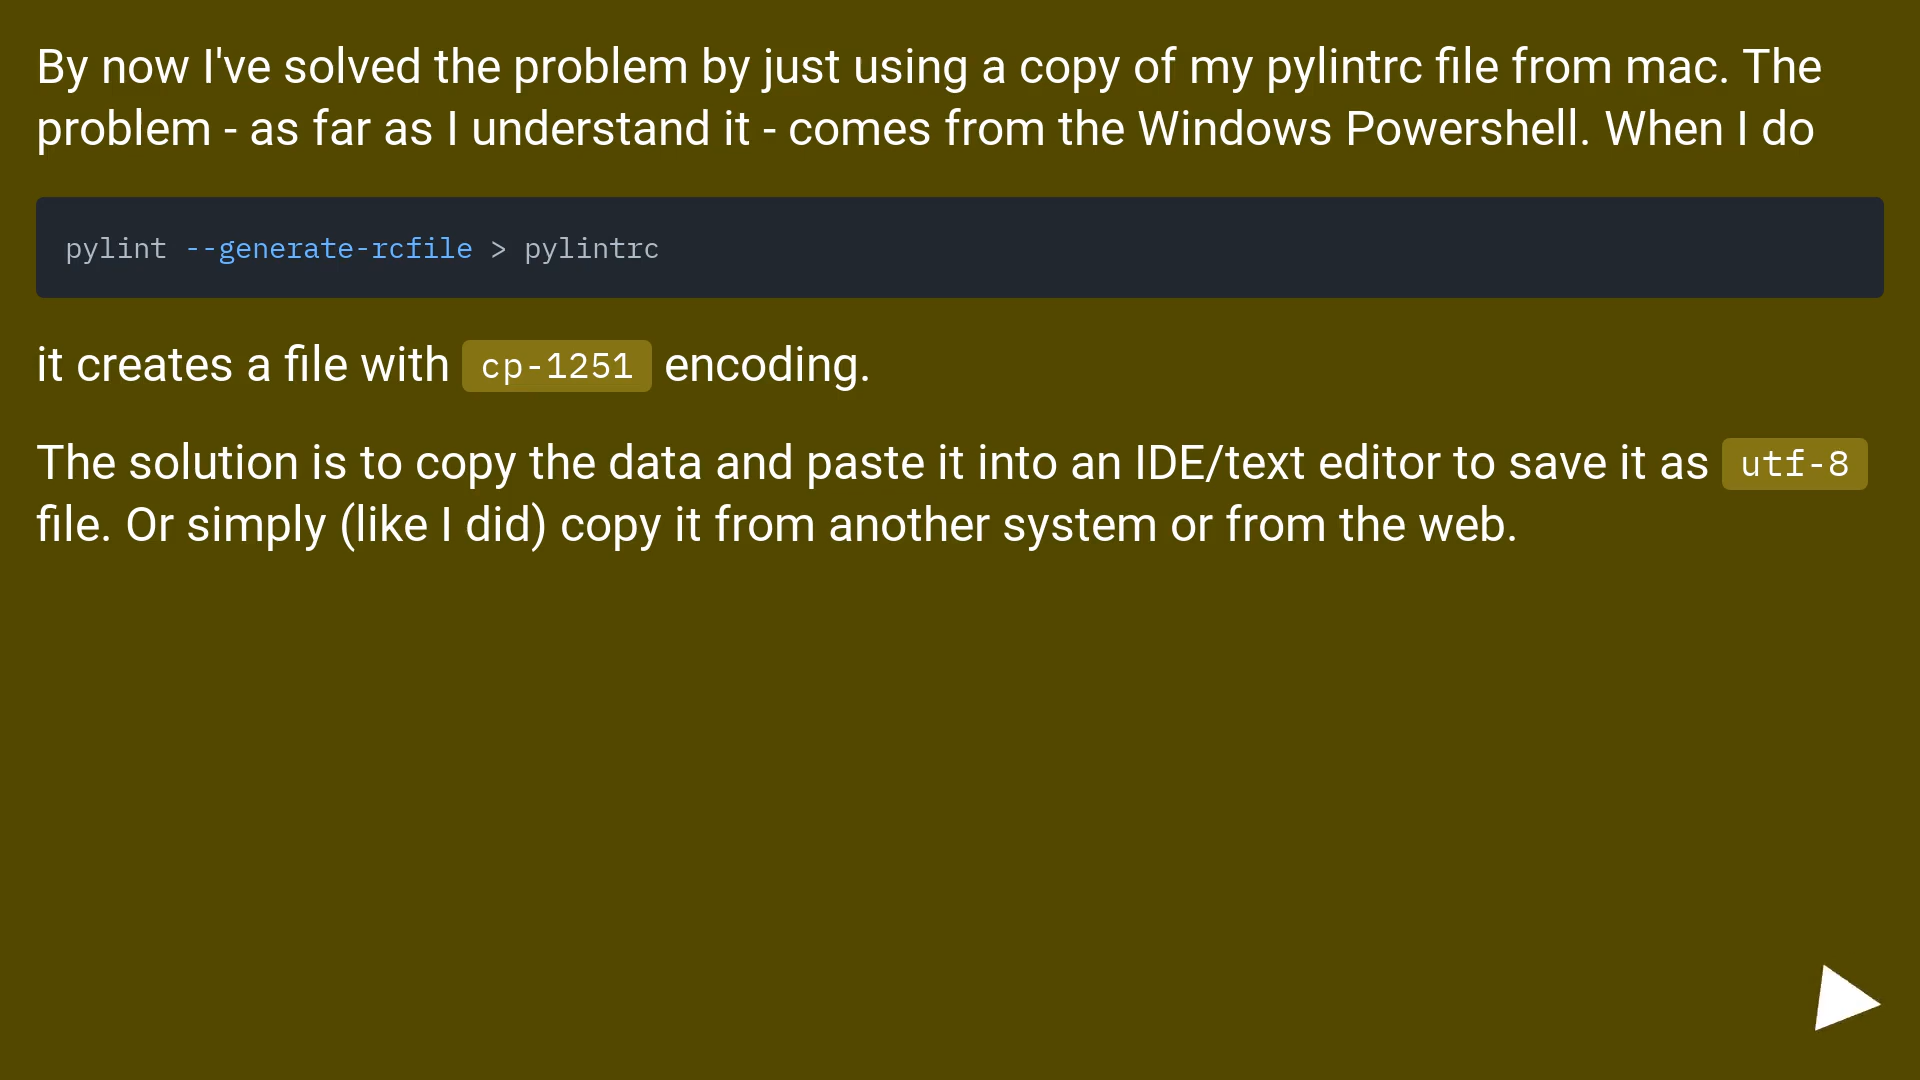 By now I've solved the problem by just using a copy of my pylintrc file from mac. The
problem - as far as I understand it - comes from the Windows Powershell. When I do
pylint --generate-rcfile > pylintrc
it creates a file with cp-1251 encoding.
The solution is to copy the data and paste it into an IDE/text editor to save it as utf-8
file. Or simply (like I did) copy it from another system or from the web.